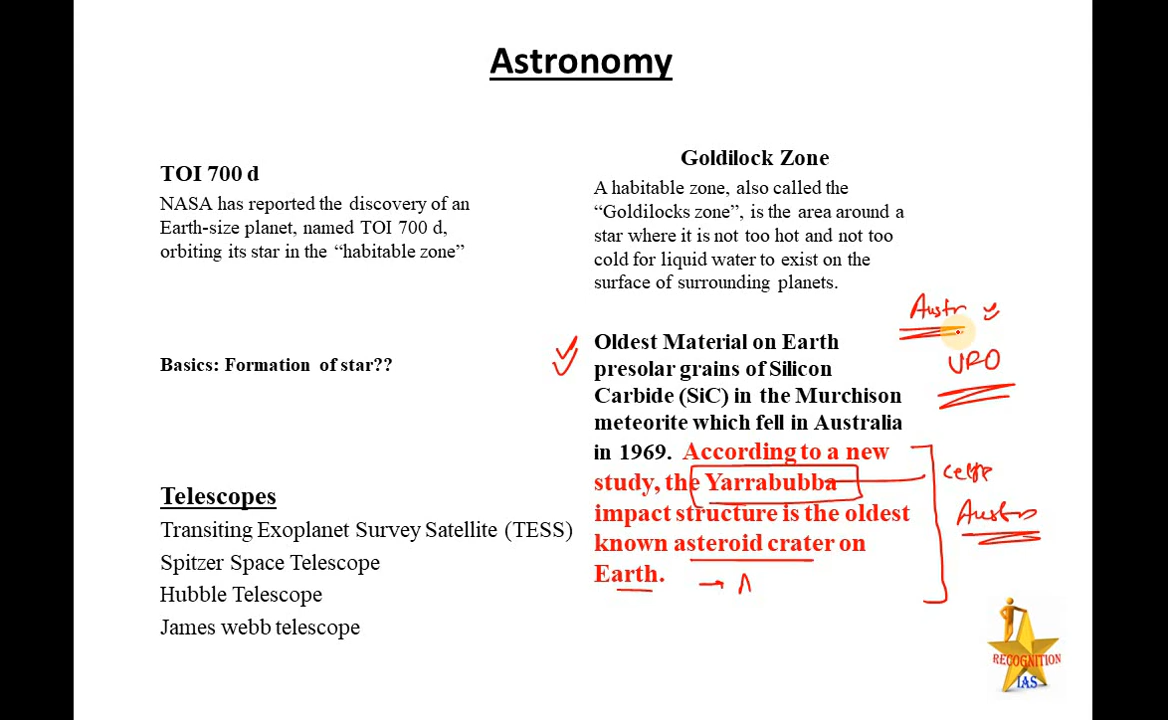 Astronomy
TOI 700 d
NASA has reported the discovery of an
Earth-size planet, named TOI 700 d,
orbiting its star in the “habitable zone”
Basics: Formation of star??
Telescopes
Transiting Exoplanet Survey Satellite (TESS)
Spitzer Space Telescope
Hubble Telescope
James webb telescope
Goldilock Zone
A habitable zone, also called the
“Goldilocks zone”, is the area around a
star where it is not too hot and not too
cold for liquid water to exist on the
surface of surrounding planets.
Oldest Material on Earth
presolar grains of Silicon
Carbide (SiC) in the Murchison
meteorite which fell in Australia
in 1969. According to a new
study, the Yarrabubba
impact structure is the oldest
known asteroid crater on
Earth.
Austr
RECOGNITION
IAS